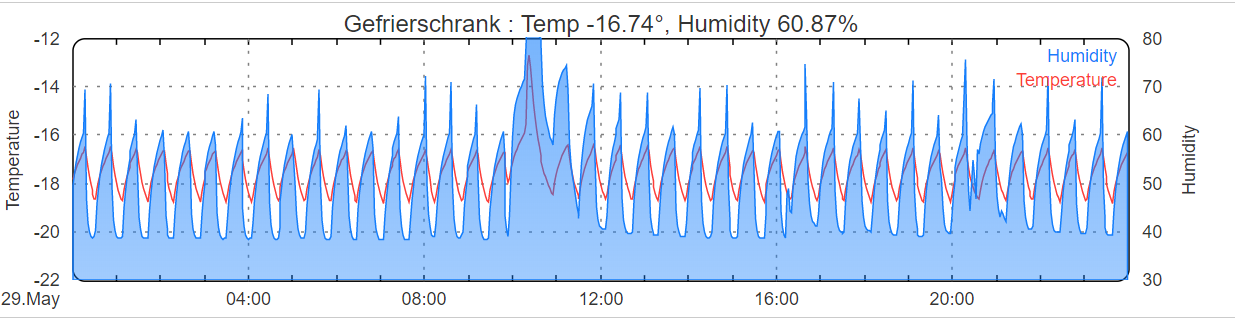 Gefrierschrank : Temp -16.74°, Humidity 60.87%
-12
-14
-16
-18
-20
-22
Temperature
80
70
60
50
40
30
Humidity
Humidity
Temperature
29.May
04:00
08:00
12:00
16:00
20:00